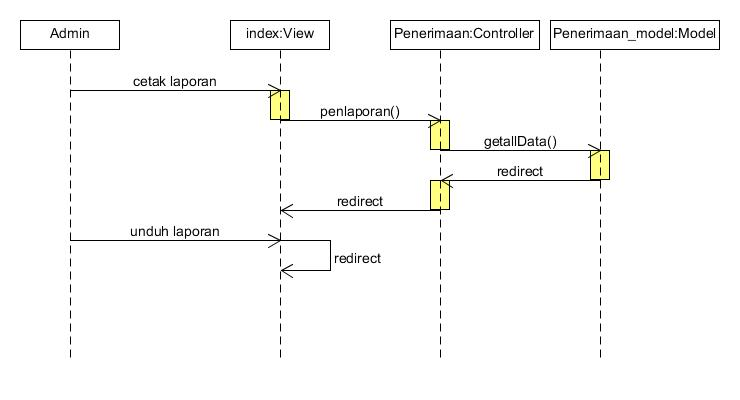 Admin
index:View
Penerimaan:Controller
Penerimaan_model:Model
cetak laporan
penlaporan()
getallData()
redirect
redirect
unduh laporan
redirect